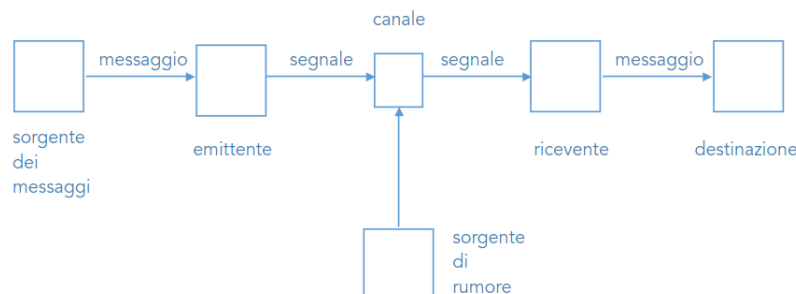 canale
messaggio
segnale
segnale
messaggio
sorgente
dei
messaggi
emittente
ricevente
destinazione
sorgente
di
rumore